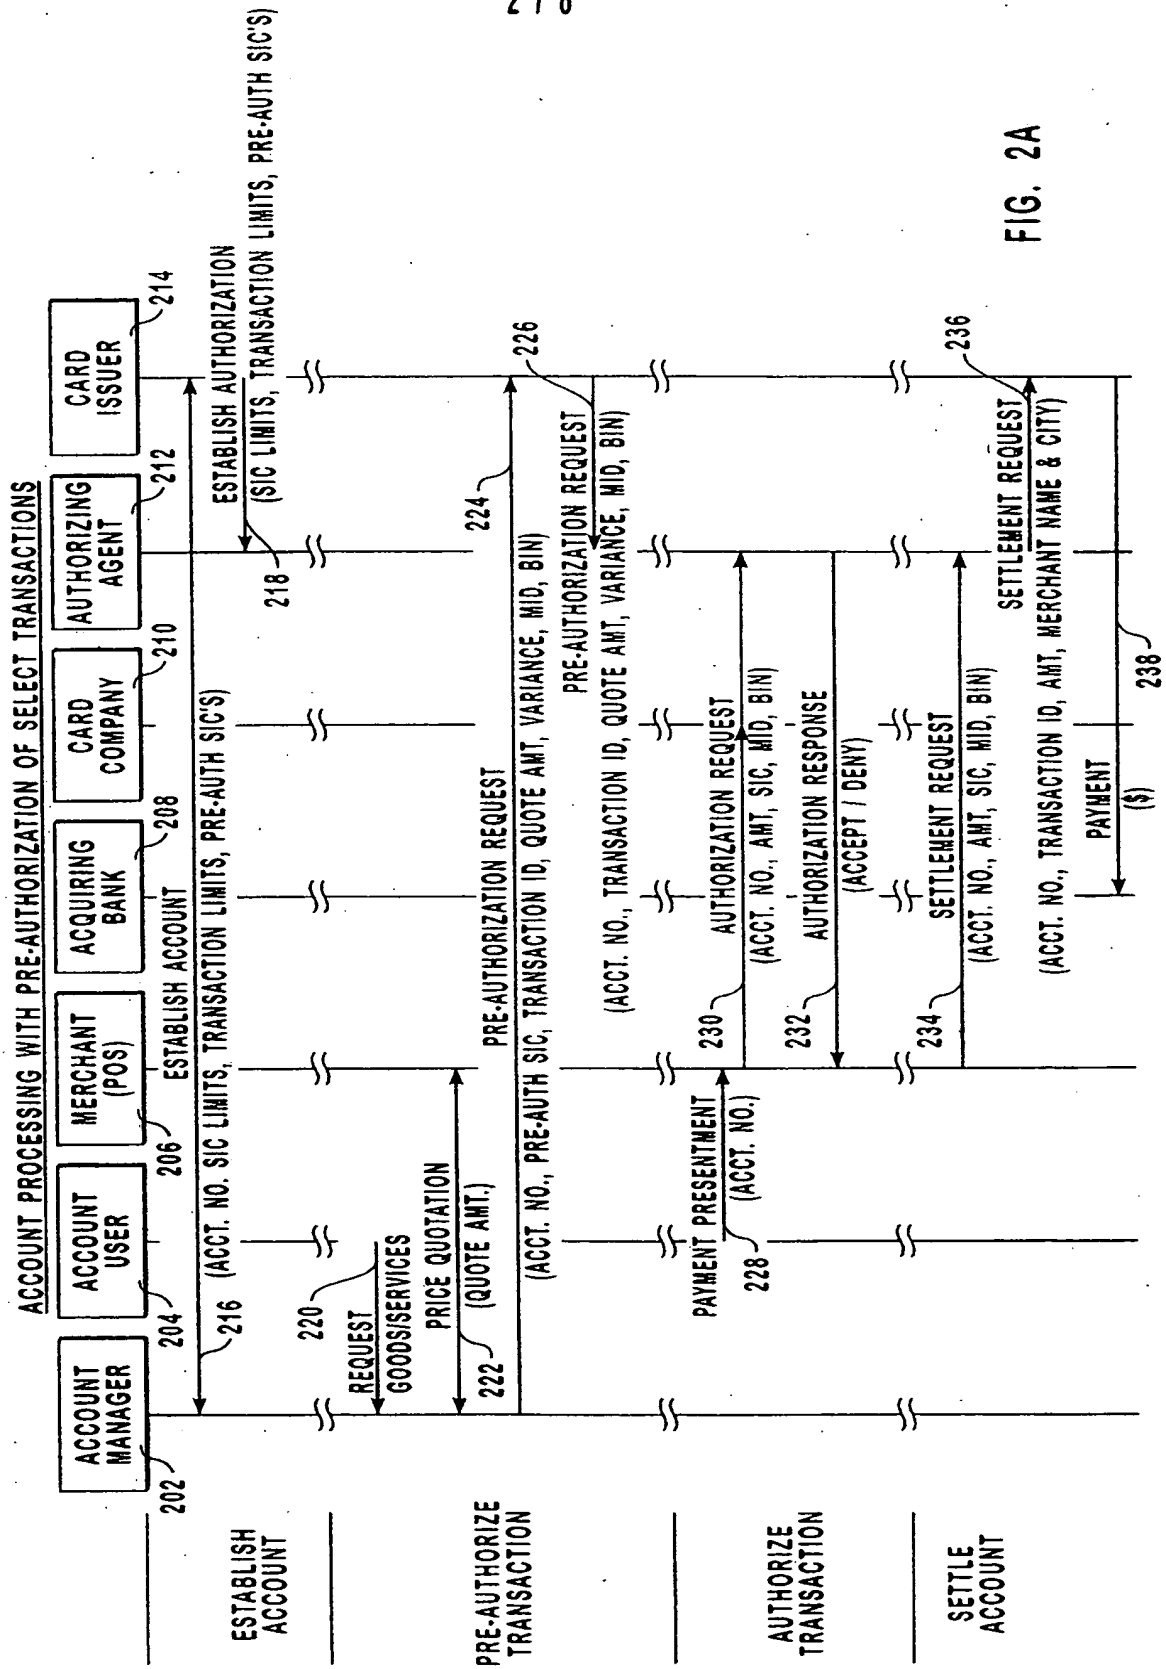 2 / 8
ACCOUNT PROCESSING WITH PRE-AUTHORIZATION OF SELECT TRANSACTIONS
ACCOUNT
MANAGER
202
ACCOUNT
USER
204
MERCHANT
(POS)
206
ACQUIRING
BANK
208
CARD
COMPANY
210
AUTHORIZING
AGENT
212
CARD
ISSUER
214
ESTABLISH
ACCOUNT
ESTABLISH ACCOUNT
(ACCT. NO. SIC LIMITS, TRANSACTION LIMITS, PRE-AUTH SIC'S)
216
ESTABLISH AUTHORIZATION
(SIC LIMITS, TRANSACTION LIMITS, PRE-AUTH SIC'S)
218
PRE-AUTHORIZE
TRANSACTION
REQUEST
GOODS/SERVICES
220
PRICE QUOTATION
(QUOTE AMT.)
222
PRE-AUTHORIZATION REQUEST
(ACCT. NO., PRE-AUTH SIC, TRANSACTION ID, QUOTE AMT, VARIANCE, MID, BIN)
224
PRE-AUTHORIZATION REQUEST
(ACCT. NO., TRANSACTION ID, QUOTE AMT, VARIANCE, MID, BIN)
226
AUTHORIZE
TRANSACTION
PAYMENT PRESENTMENT
(ACCT. NO.)
228
AUTHORIZATION REQUEST
(ACCT. NO., AMT, SIC, MID, BIN)
230
AUTHORIZATION RESPONSE
(ACCEPT / DENY)
232
SETTLE
ACCOUNT
SETTLEMENT REQUEST
(ACCT. NO., AMT, SIC, MID, BIN)
234
SETTLEMENT REQUEST
(ACCT. NO., TRANSACTION ID, AMT, MERCHANT NAME & CITY)
236
PAYMENT
($)
238
FIG. 2A